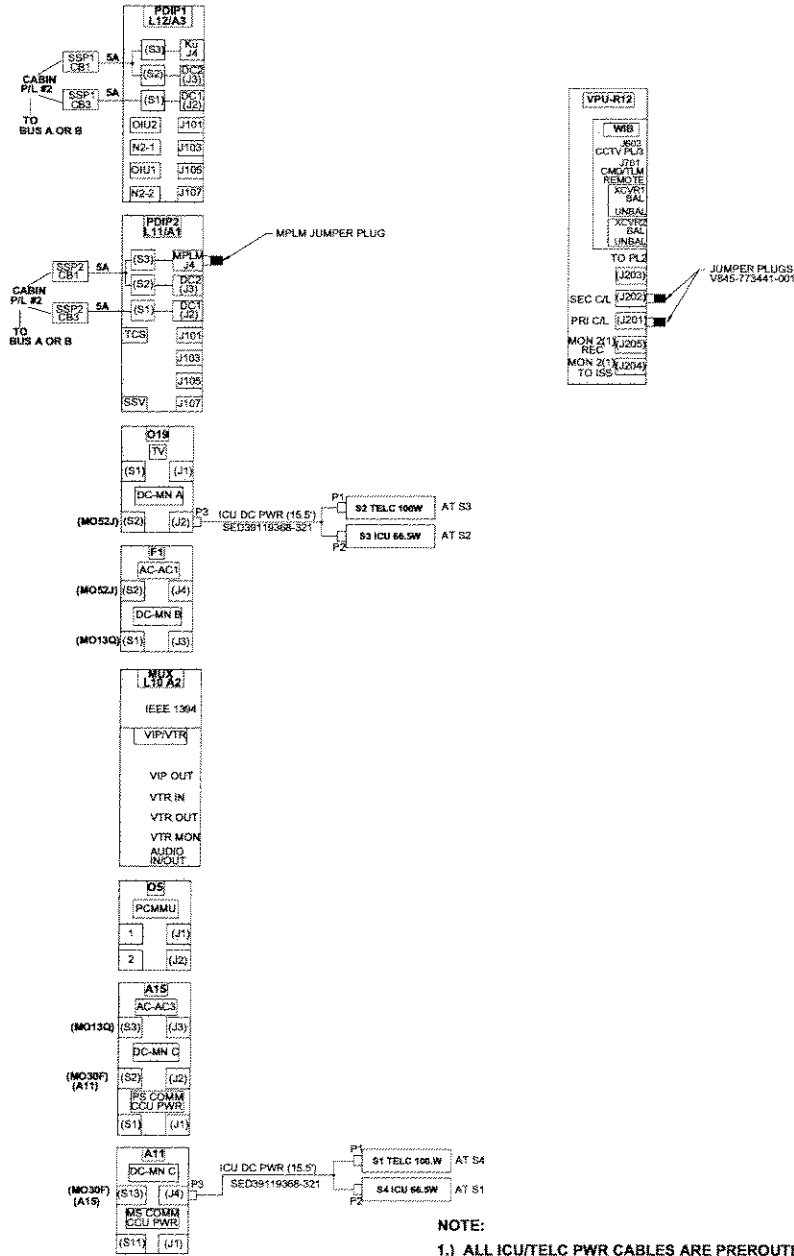 PDIP1
L12/A3
(S3) Ku
J4
SSP1
CB1
5A
(S2) DC2
(J3)
CABIN
P/L #2
SSP1
CB3
5A
(S1) DC1
(J2)
TO
BUS A OR B
OIU2 J101
N2-1 J103
OIU1 J105
N2-2 J107
PDIP2
L11/A1
MPLM JUMPER PLUG
(S3) MPLM
J4
SSP2
CB1
5A
(S2) DC2
(J3)
CABIN
P/L #2
SSP2
CB3
5A
(S1) DC1
(J2)
TO
BUS A OR B
TCS J101
J103
J105
SSV J107
O19
TV
(S1) (J1)
DC-MN A
(MO52J) (S2) (J2) P3
ICU DC PWR (15.5')
SED39119368-321
P1
S2 TELC 100W AT S3
S3 ICU 66.5W AT S2
P2
F1
AC-AC1
(MO52J) (S2) (J4)
DC-MN B
(MO13Q) (S1) (J3)
MUX
L10 A2
IEEE 1394
VIP/VTR
VIP OUT
VTR IN
VTR OUT
VTR MON
AUDIO
IN/OUT
O5
PCMMU
1 (J1)
2 (J2)
A15
AC-AC3
(MO13Q) (S3) (J3)
DC-MN C
(MO30F) (S2) (J2)
(A11)
PS COMM
CCU PWR
(S1) (J1)
A11
DC-MN C
(MO30F) (S13) (J4) P3
(A15)
ICU DC PWR (15.5')
SED39119368-321
P1
S1 TELC 100.W AT S4
S4 ICU 66.5W AT S1
P2
MS COMM
CCU PWR
(S11) (J1)
VPU-R12
WIB
J603
CCTV PL/3
J701
CMD/TLM
REMOTE
XCVR1
BAL
UNBAL
XCVR2
BAL
UNBAL
TO PL2
(J203)
JUMPER PLUGS
V845-773441-001
SEC C/L (J202)
PRI C/L (J201)
MON 2(1) (J205)
REC
MON 2(1) (J204)
TO ISS
NOTE:
1.) ALL ICU/TELC PWR CABLES ARE PREROUTE